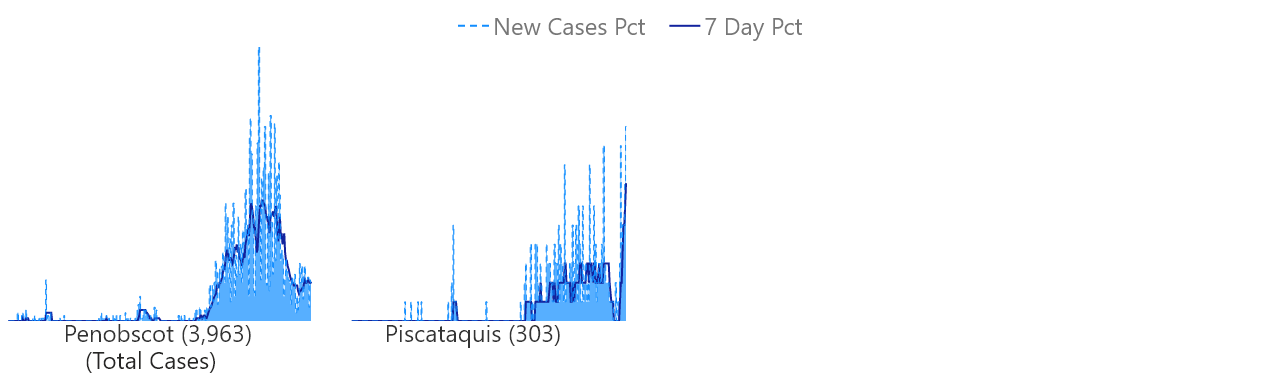 New Cases Pct 7 Day Pct
Penobscot (3,963) Piscataquis (303)
(Total Cases)